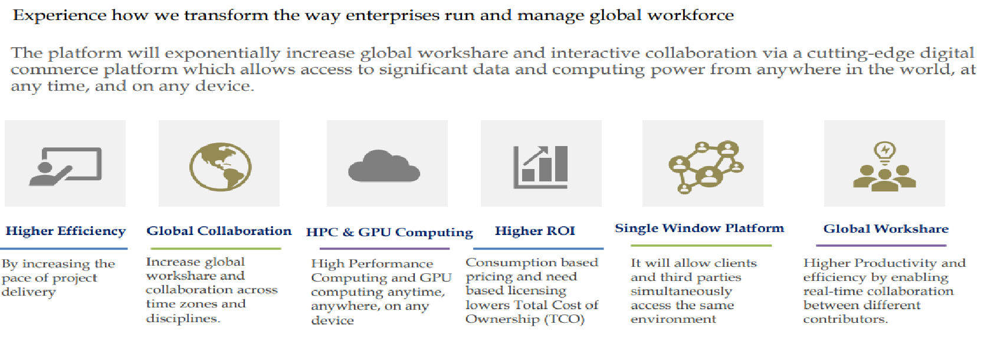 Experience how we transform the way enterprises run and manage global workforce
The platform will exponentially increase global workshare and interactive collaboration via a cutting-edge digital
commerce platform which allows access to significant data and computing power from anywhere in the world, at
any time, and on any device.
Higher Efficiency
By increasing the
pace of project
delivery
Global Collaboration
Increase global
workshare and
collaboration across
time zones and
disciplines.
HPC & GPU Computing
High Performance
Computing and GPU
computing anytime,
anywhere, on any
device
Higher ROI
Consumption based
pricing and need
based licensing
lowers Total Cost of
Ownership (TCO)
Single Window Platform
It will allow clients
and third parties
simultaneously
access the same
environment
Global Workshare
Higher Productivity and
efficiency by enabling
real-time collaboration
between different
contributors.